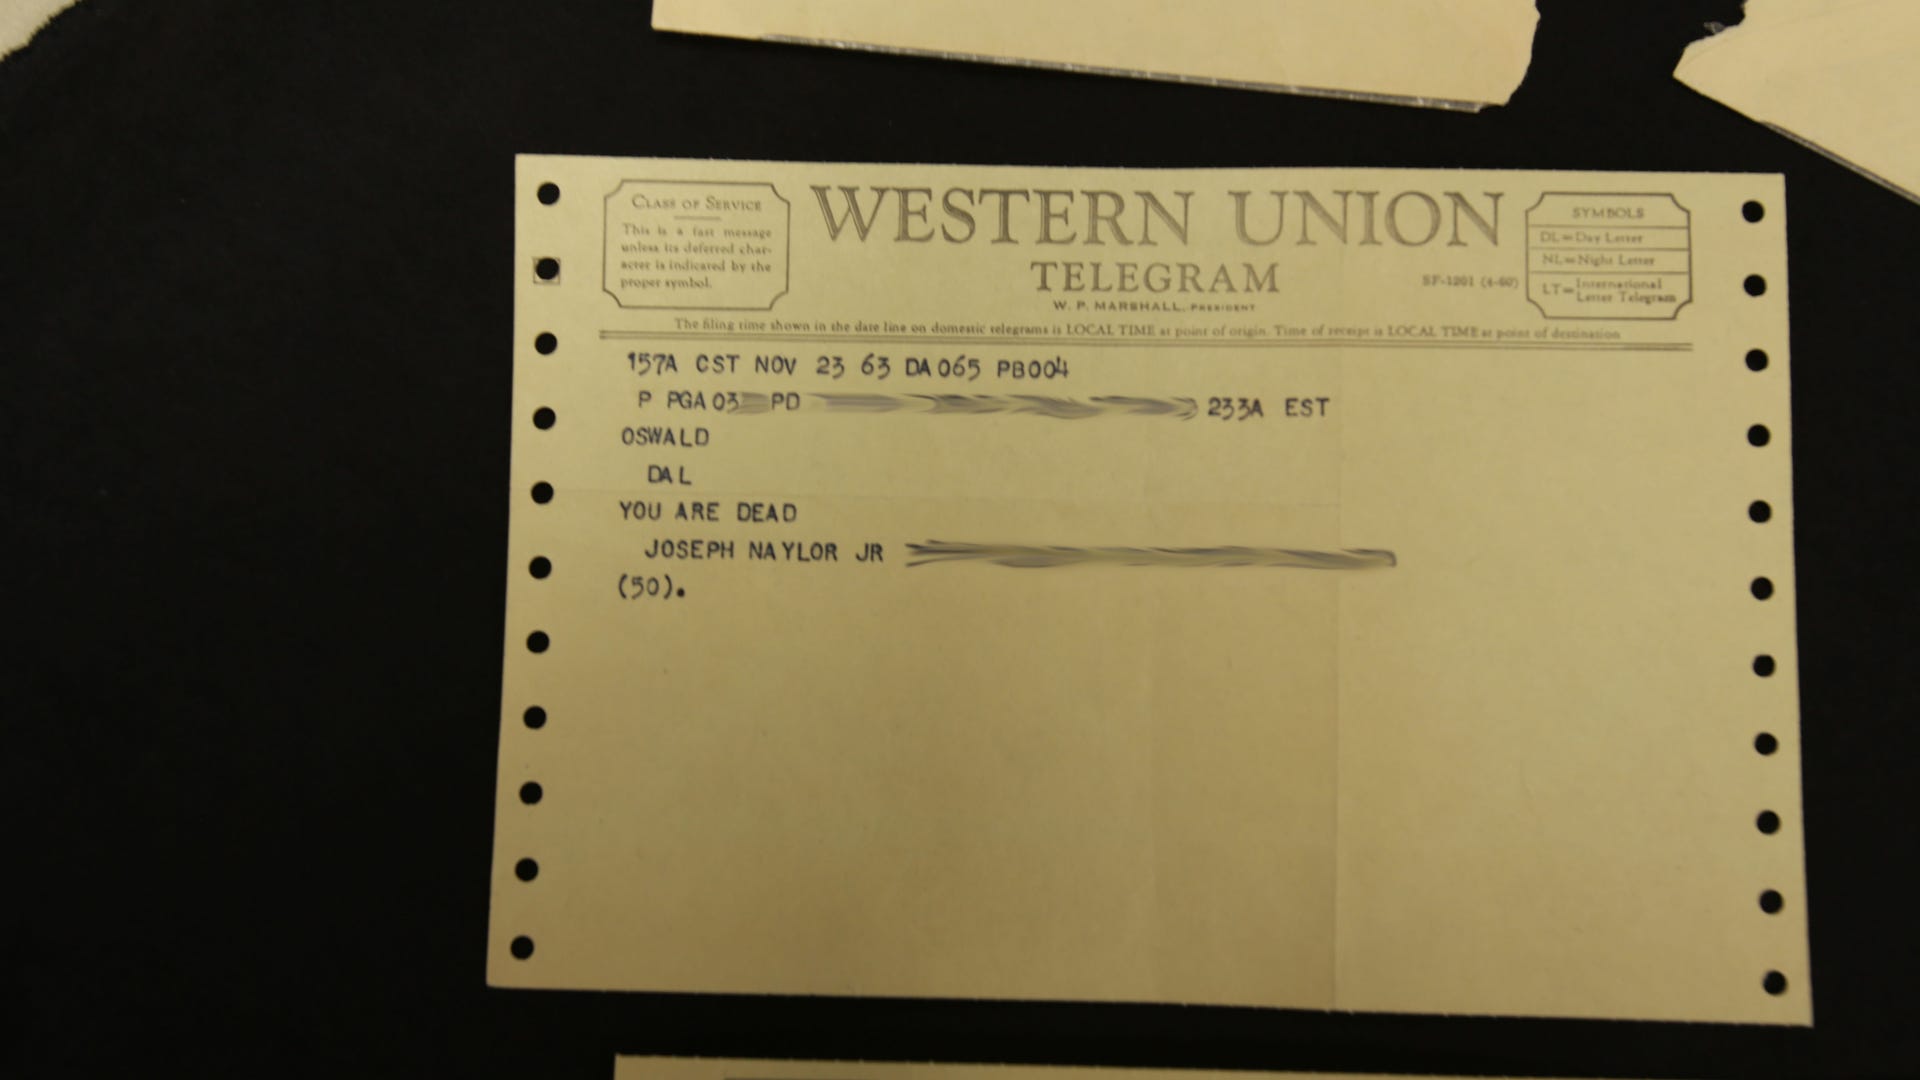 CLASS OF SERVICE
This is a fast message
unless its deferred char-
acter is indicated by the
proper symbol.
WESTERN UNION
TELEGRAM
W. P. MARSHALL, PRESIDENT
SF-1201 (4-60)
SYMBOLS
DL=Day Letter
NL=Night Letter
LT=International
Letter Telegram
The filing time shown in the date line on domestic telegrams is LOCAL TIME at point of origin. Time of receipt is LOCAL TIME at point of destination
157A CST NOV 23 63 DA065 PB004
P PGA03 PD 233A EST
OSWALD
DAL
YOU ARE DEAD
JOSEPH NAYLOR JR
(50).